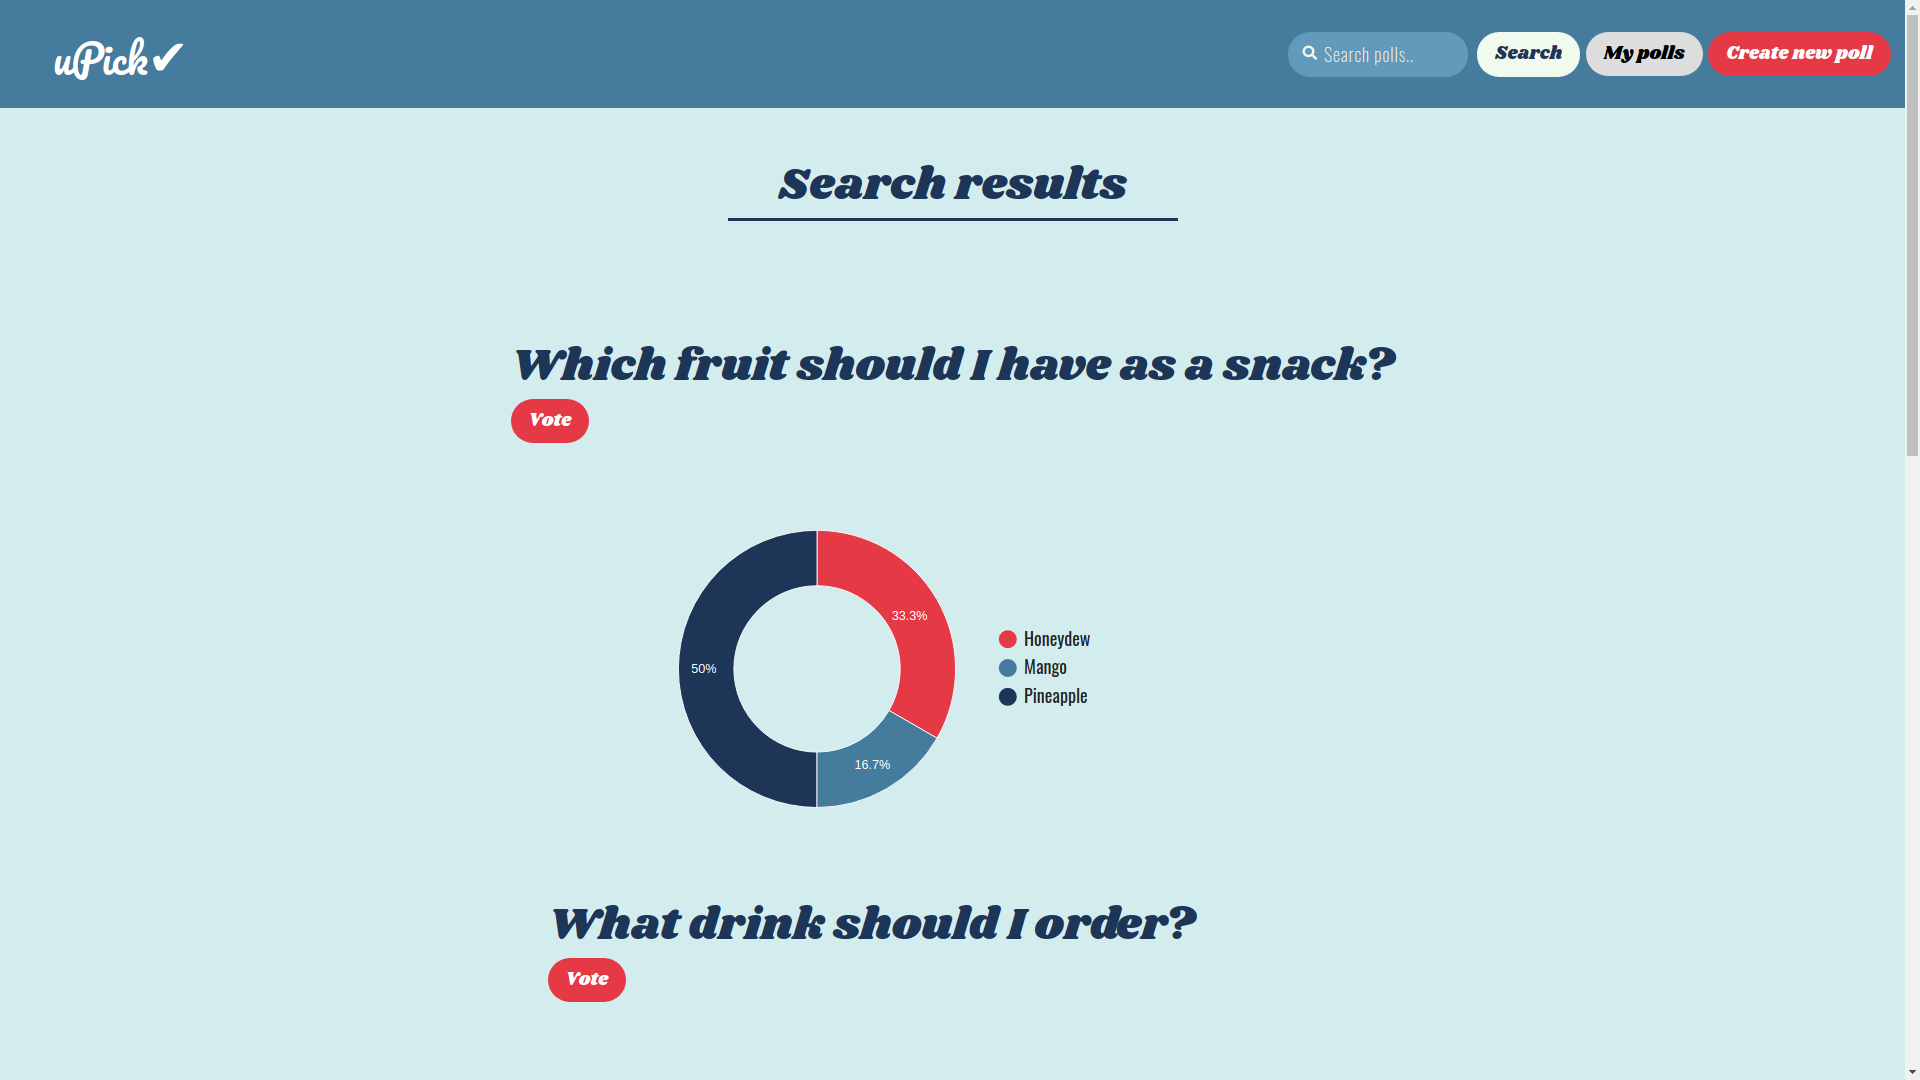 uPick✔
Search polls..
Search
My polls
Create new poll
Search results
Which fruit should I have as a snack?
Vote
33.3%
50%
16.7%
Honeydew
Mango
Pineapple
What drink should I order?
Vote